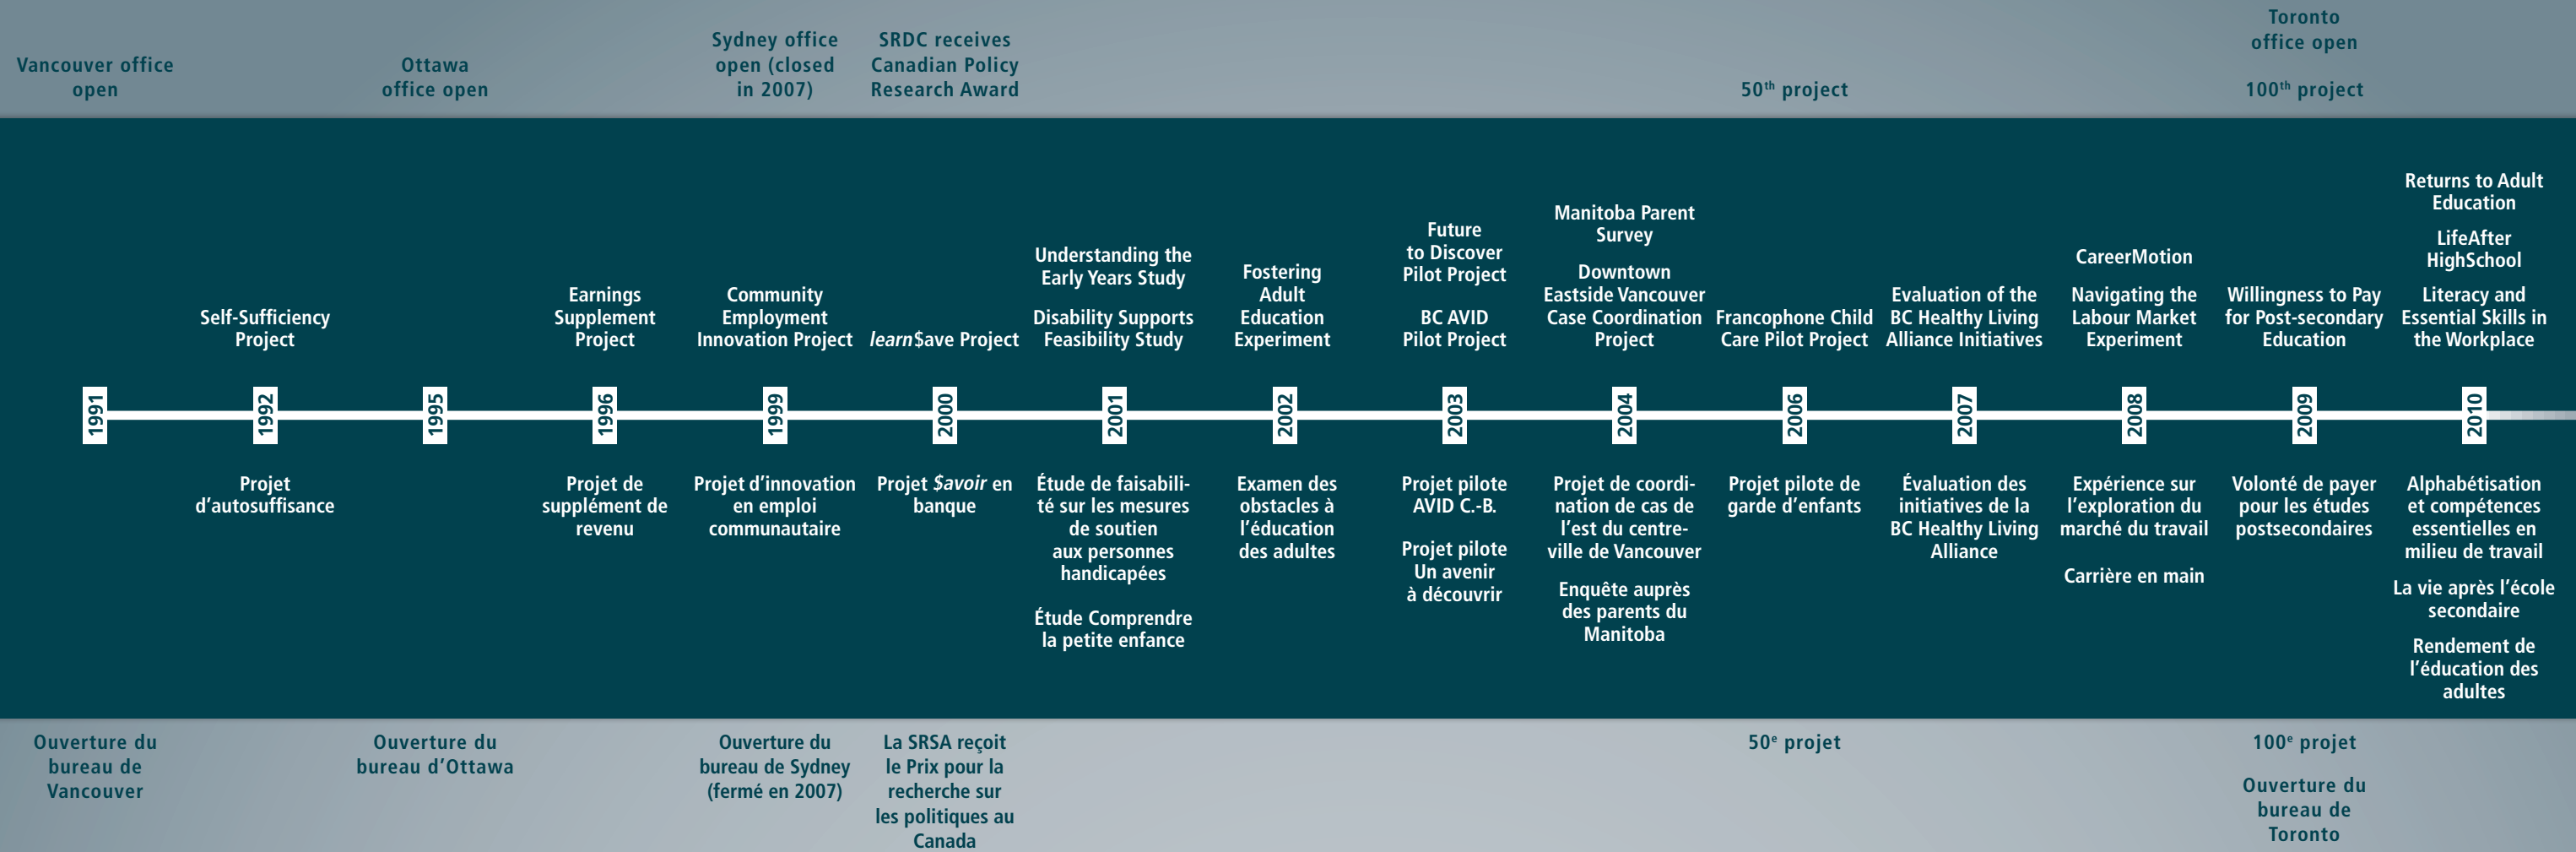 Vancouver office
open
Ottawa
office open
Sydney office
open (closed
in 2007)
SRDC receives
Canadian Policy
Research Award
50th project
Toronto
office open
100th project
Self-Sufficiency
Project
Earnings
Supplement
Project
Community
Employment
Innovation Project
learn$ave Project
Understanding the
Early Years Study
Disability Supports
Feasibility Study
Fostering
Adult
Education
Experiment
Future
to Discover
Pilot Project
BC AVID
Pilot Project
Manitoba Parent
Survey
Downtown
Eastside Vancouver
Case Coordination
Project
Francophone Child
Care Pilot Project
Evaluation of the
BC Healthy Living
Alliance Initiatives
CareerMotion
Navigating the
Labour Market
Experiment
Willingness to Pay
for Post-secondary
Education
Returns to Adult
Education
LifeAfter
HighSchool
Literacy and
Essential Skills in
the Workplace
1991
1992
1995
1996
1999
2000
2001
2002
2003
2004
2006
2007
2008
2009
2010
Projet
d’autosuffisance
Projet de
supplément de
revenu
Projet d’innovation
en emploi
communautaire
Projet $avoir en
banque
Étude de faisabili-
té sur les mesures
de soutien
aux personnes
handicapées
Étude Comprendre
la petite enfance
Examen des
obstacles à
l’éducation
des adultes
Projet pilote
AVID C.-B.
Projet pilote
Un avenir
à découvrir
Projet de coordi-
nation de cas de
l’est du centre-
ville de Vancouver
Enquête auprès
des parents du
Manitoba
Projet pilote de
garde d’enfants
Évaluation des
initiatives de la
BC Healthy Living
Alliance
Expérience sur
l’exploration du
marché du travail
Carrière en main
Volonté de payer
pour les études
postsecondaires
Alphabétisation
et compétences
essentielles en
milieu de travail
La vie après l’école
secondaire
Rendement de
l’éducation des
adultes
Ouverture du
bureau de
Vancouver
Ouverture du
bureau d’Ottawa
Ouverture du
bureau de Sydney
(fermé en 2007)
La SRSA reçoit
le Prix pour la
recherche sur
les politiques au
Canada
50e projet
100e projet
Ouverture du
bureau de
Toronto